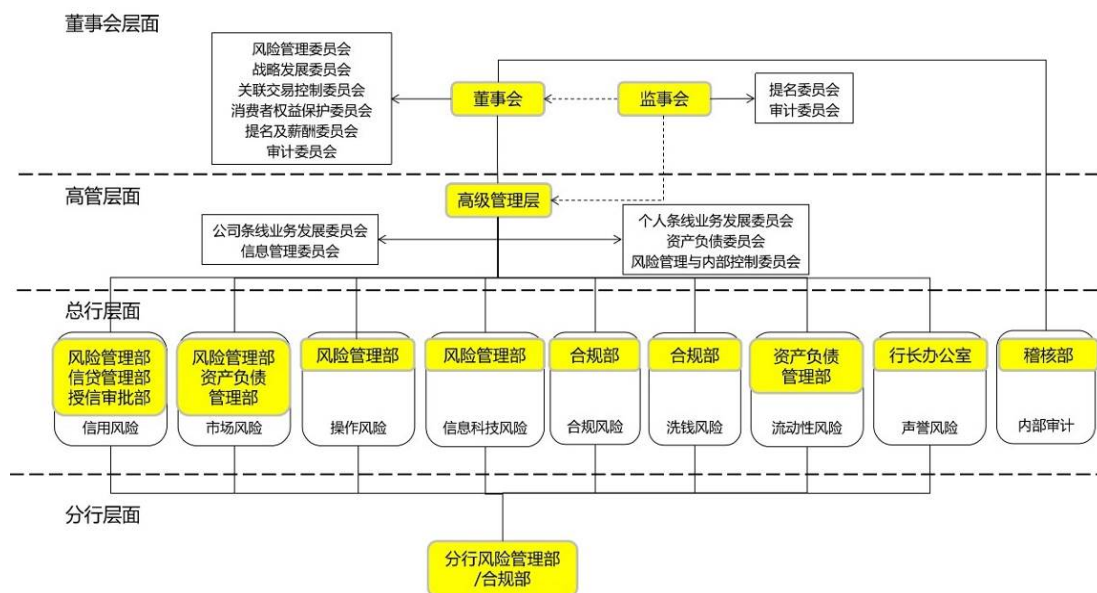 董事会层面
风险管理委员会
战略发展委员会
关联交易控制委员会
消费者权益保护委员会
提名及薪酬委员会
审计委员会
董事会
监事会
提名委员会
审计委员会
高管层面
高级管理层
公司条线业务发展委员会
信息管理委员会
个人条线业务发展委员会
资产负债委员会
风险管理与内部控制委员会
总行层面
风险管理部
信贷管理部
授信审批部
信用风险
风险管理部
资产负债
管理部
市场风险
风险管理部
操作风险
风险管理部
信息科技风险
合规部
合规风险
合规部
洗钱风险
资产负债
管理部
流动性风险
行长办公室
声誉风险
稽核部
内部审计
分行层面
分行风险管理部
/合规部